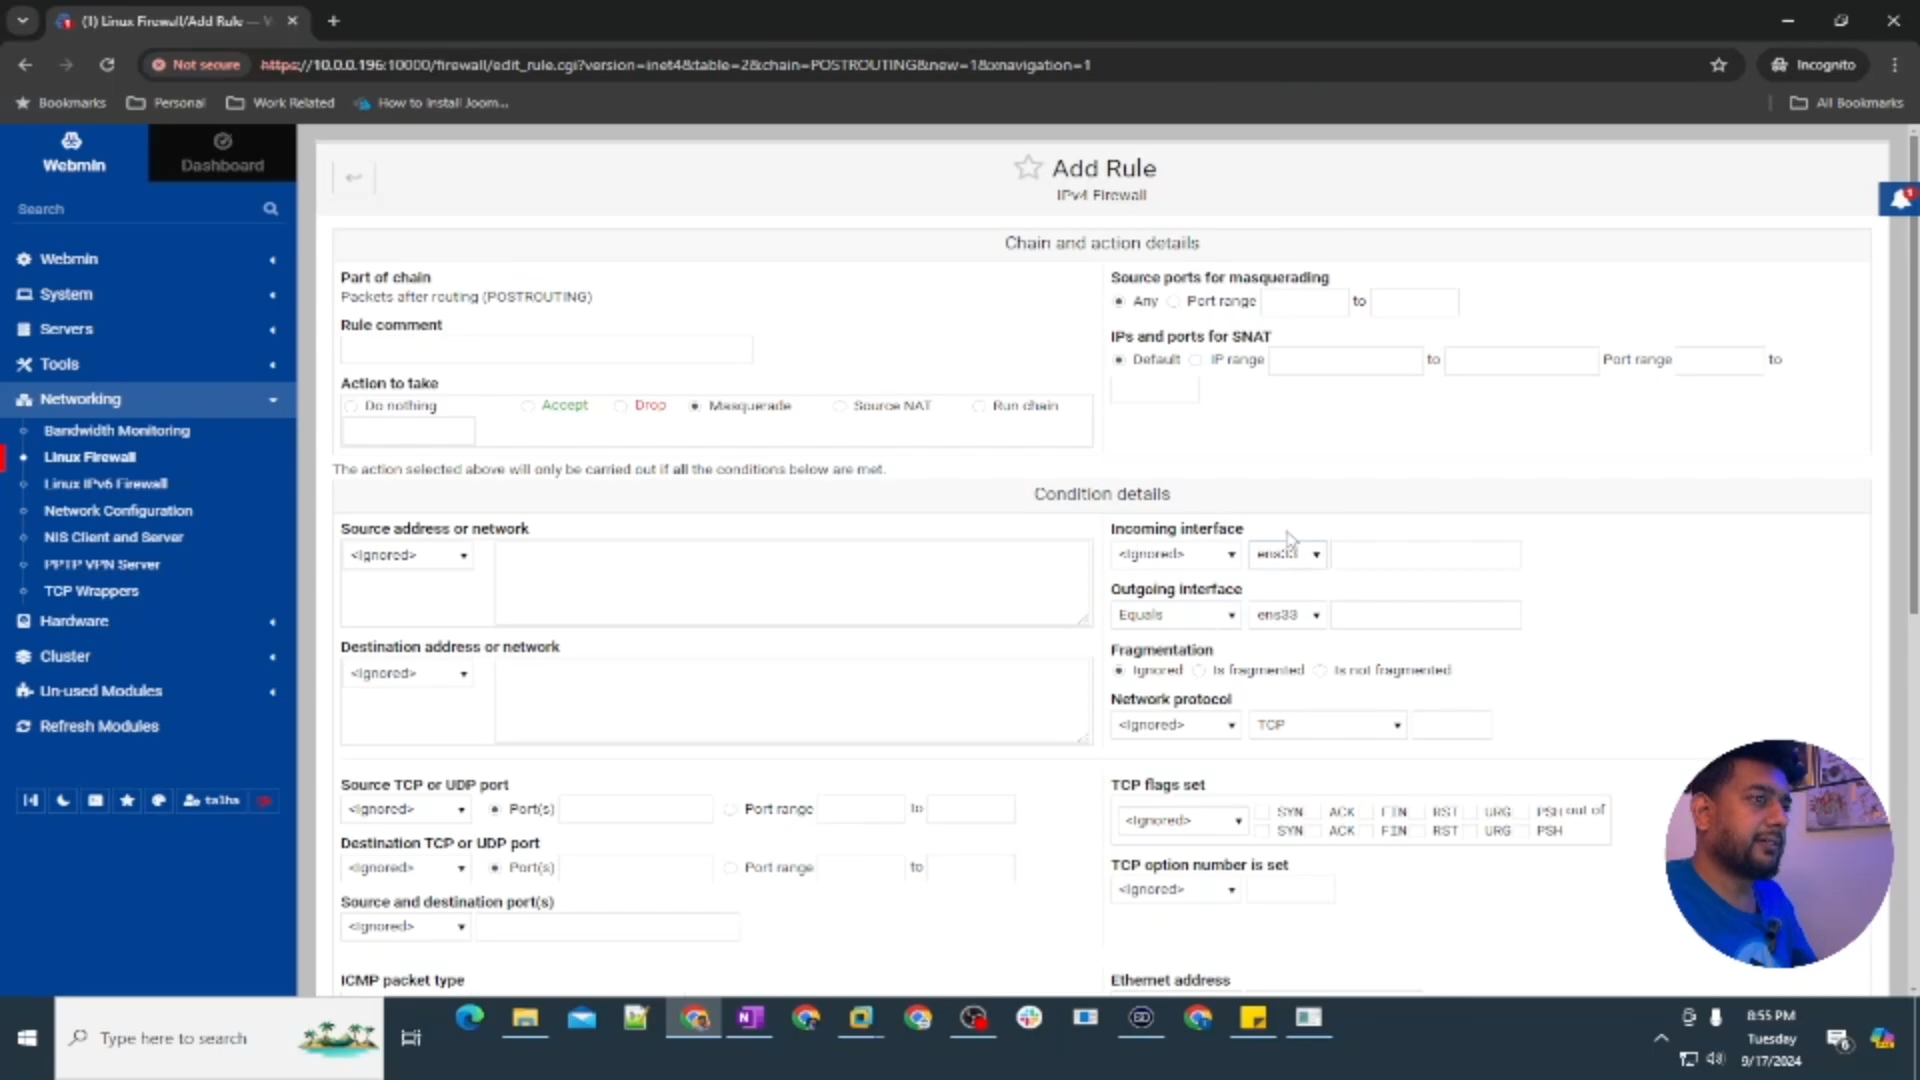 (1) Linux Firewall/Add Rule — V
Not secure
https://10.0.0.196:10000/firewall/edit_rule.cgi?version=inet4&table=2&chain=POSTROUTING&new=1&xnavigation=1
Incognito
Bookmarks
Personal
Work Related
How to Install Joom...
All Bookmarks
Webmin
Dashboard
Search
Webmin
System
Servers
Tools
Networking
Bandwidth Monitoring
Linux Firewall
Linux IPv6 Firewall
Network Configuration
NIS Client and Server
PPTP VPN Server
TCP Wrappers
Hardware
Cluster
Un-used Modules
Refresh Modules
talha
Add Rule
IPv4 Firewall
1
Chain and action details
Part of chain
Packets after routing (POSTROUTING)
Rule comment
Action to take
Do nothing Accept Drop Masquerade Source NAT Run chain
Source ports for masquerading
Any Port range to
IPs and ports for SNAT
Default IP range to Port range to
The action selected above will only be carried out if all the conditions below are met.
Condition details
Source address or network
<Ignored>
Destination address or network
<Ignored>
Incoming interface
<Ignored> ens33
Outgoing interface
Equals ens33
Fragmentation
Ignored Is fragmented Is not fragmented
Network protocol
<Ignored> TCP
Source TCP or UDP port
<Ignored> Port(s) Port range to
Destination TCP or UDP port
<Ignored> Port(s) Port range to
Source and destination port(s)
<Ignored>
TCP flags set
<Ignored> SYN ACK FIN RST URG PSH out of
SYN ACK FIN RST URG PSH
TCP option number is set
<Ignored>
ICMP packet type
Ethernet address
Type here to search
8:55 PM
Tuesday
9/17/2024
6